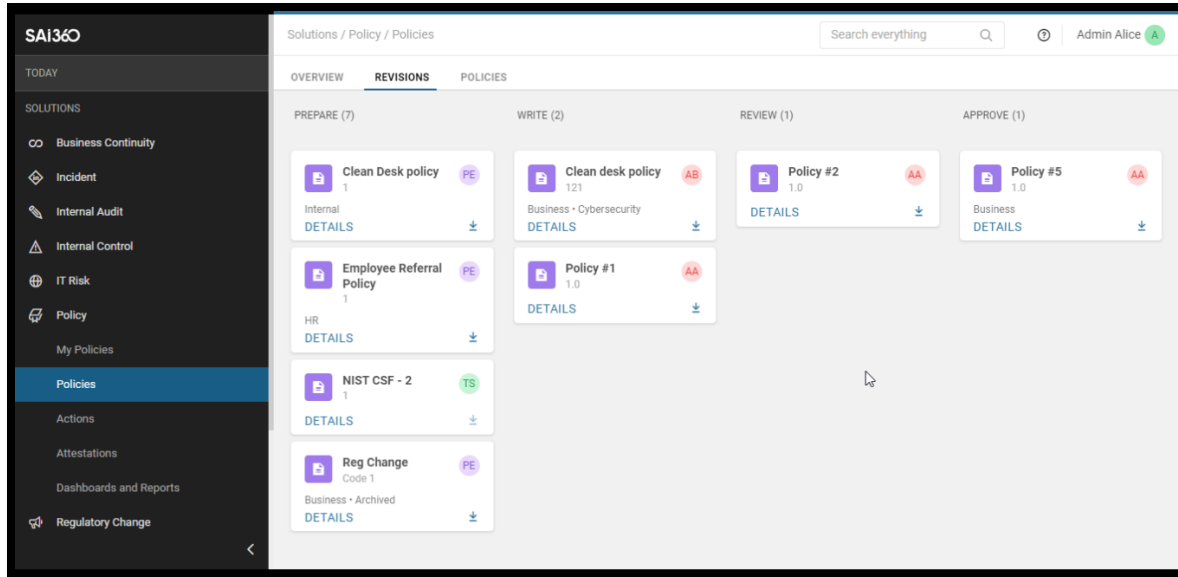 SAi360
Solutions / Policy / Policies
Search everything
Admin Alice A
TODAY
SOLUTIONS
Business Continuity
Incident
Internal Audit
Internal Control
IT Risk
Policy
My Policies
Policies
Actions
Attestations
Dashboards and Reports
Regulatory Change
OVERVIEW REVISIONS POLICIES
PREPARE (7)
Clean Desk policy PE
1
Internal
DETAILS
Employee Referral PE
Policy
1
HR
DETAILS
NIST CSF - 2 TS
1
DETAILS
Reg Change PE
Code 1
Business • Archived
DETAILS
WRITE (2)
Clean desk policy AB
121
Business • Cybersecurity
DETAILS
Policy #1 AA
1.0
DETAILS
REVIEW (1)
Policy #2 AA
1.0
DETAILS
APPROVE (1)
Policy #5 AA
1.0
Business
DETAILS